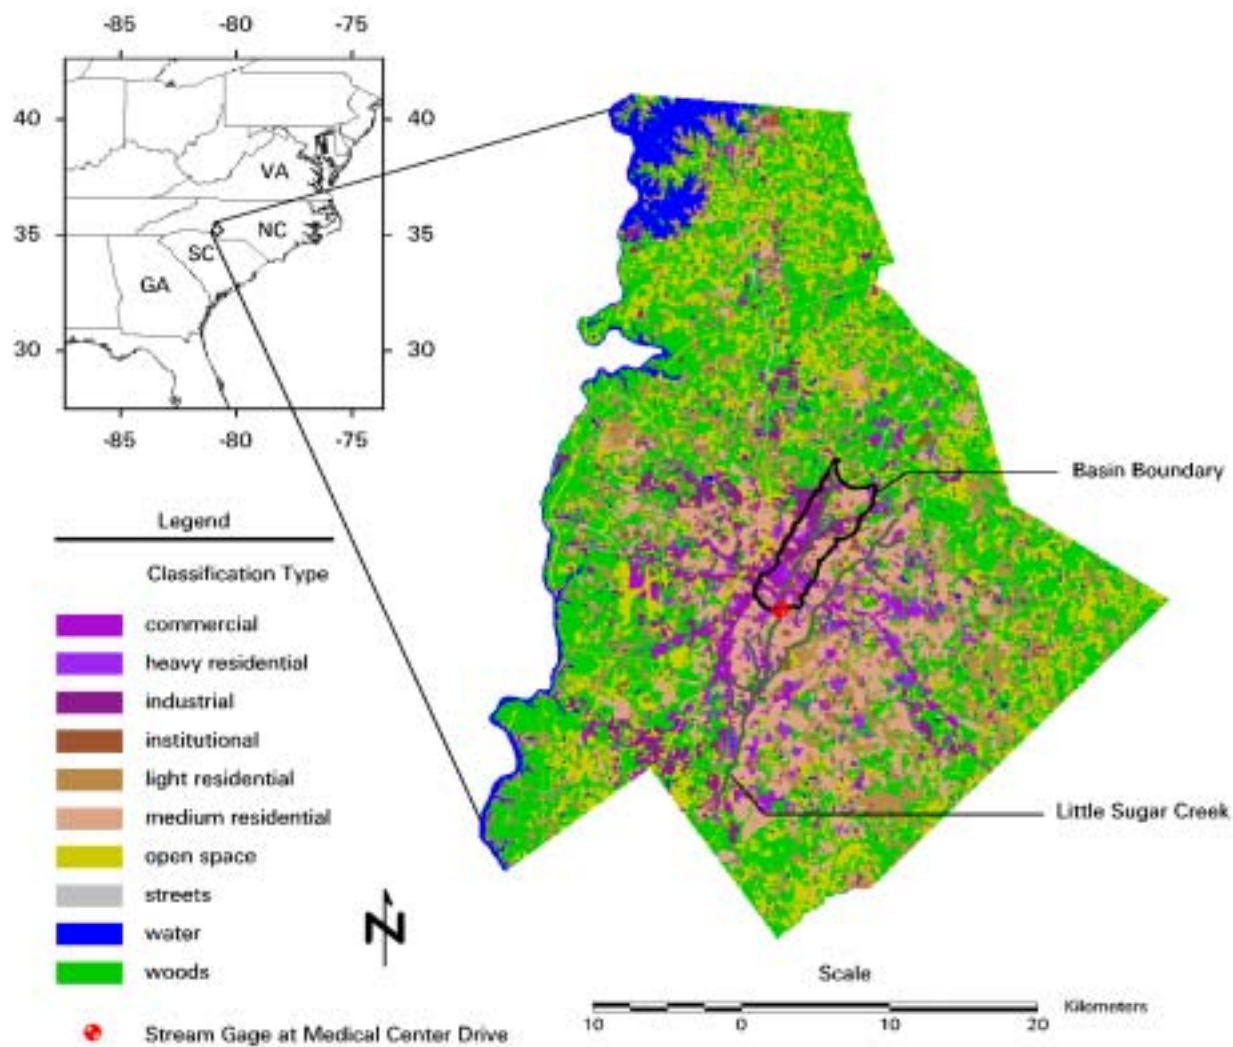 -85 -80 -75
40 40
VA
35 NC 35
SC
GA
30 30
-85 -80 -75
Basin Boundary
Legend
Classification Type
commercial
heavy residential
industrial
institutional
light residential
medium residential
Little Sugar Creek
open space
streets
water
N
woods
Scale
Kilometers
10 0 10 20
Stream Gage at Medical Center Drive